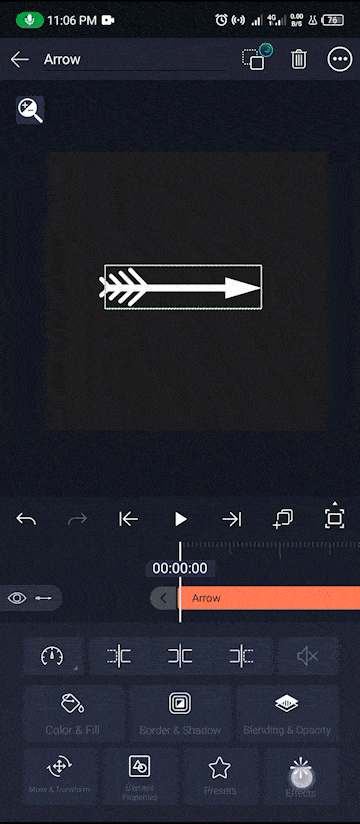 11:06 PM
4G 0.00 B/S 76
Arrow
00:00:00
Arrow
Color & Fill
Border & Shadow
Blending & Opacity
Move & Transform
Element Properties
Presets
Effects